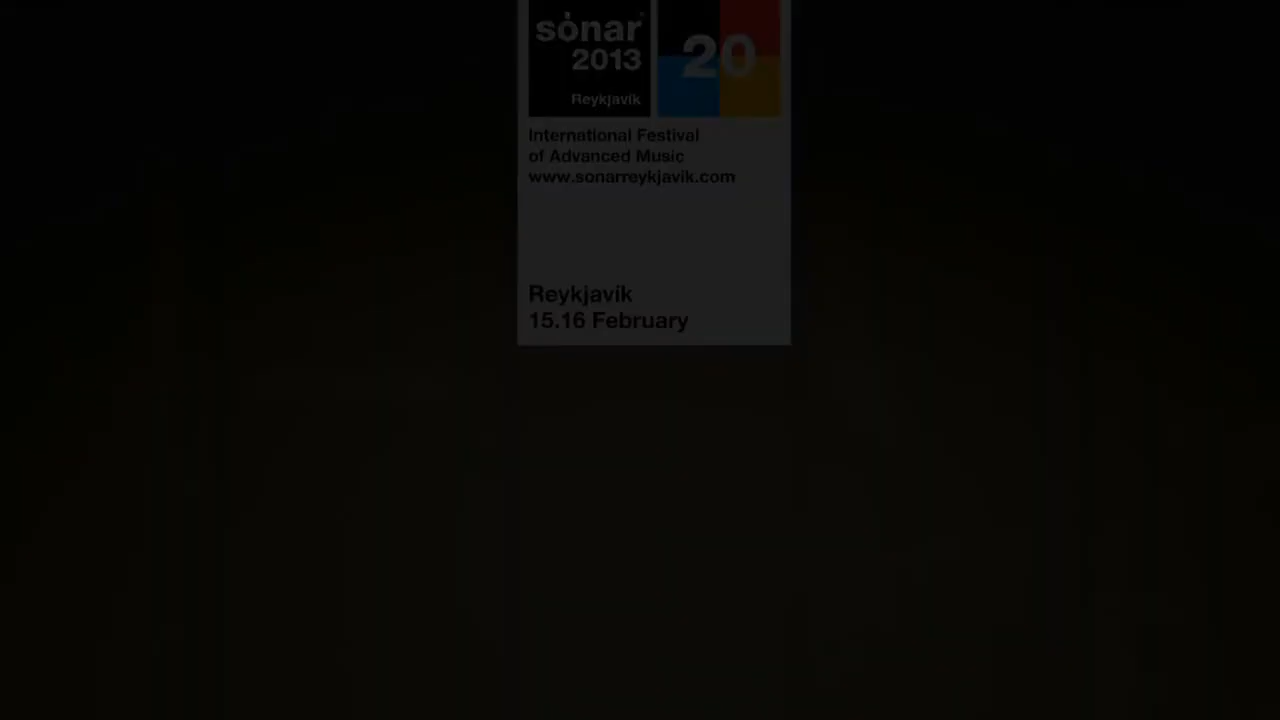 sónar
2013
Reykjavík
20
International Festival
of Advanced Music
www.sonarreykjavik.com
Reykjavík
15.16 February